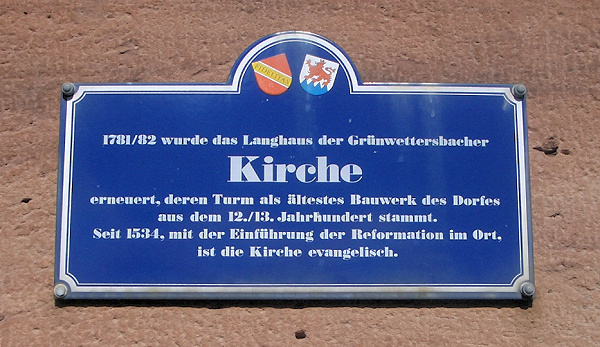 FIDELITAS
1781/82 wurde das Langhaus der Grünwettersbacher
Kirche
erneuert, deren Turm als ältestes Bauwerk des Dorfes
aus dem 12./13. Jahrhundert stammt.
Seit 1534, mit der Einführung der Reformation im Ort,
ist die Kirche evangelisch.